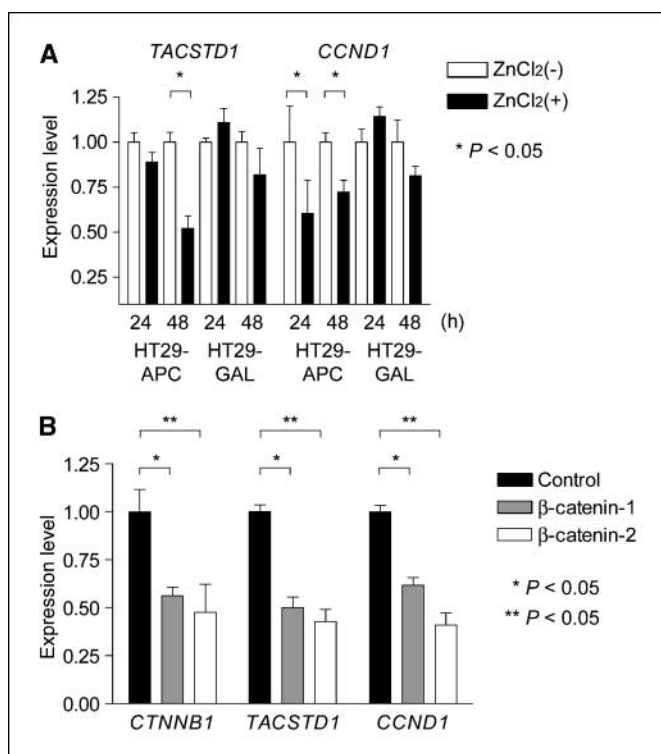 A
TACSTD1 CCND1
ZnCl2(-)
ZnCl2(+)
* P < 0.05
* * *
Expression level
1.25
1.00
0.75
0.50
0.25
24 48 24 48 24 48 24 48 (h)
HT29- HT29- HT29- HT29-
APC GAL APC GAL
B
** ** **
* * *
Expression level
1.25
1.00
0.75
0.50
0.25
0.00
Control
β-catenin-1
β-catenin-2
* P < 0.05
** P < 0.05
CTNNB1 TACSTD1 CCND1